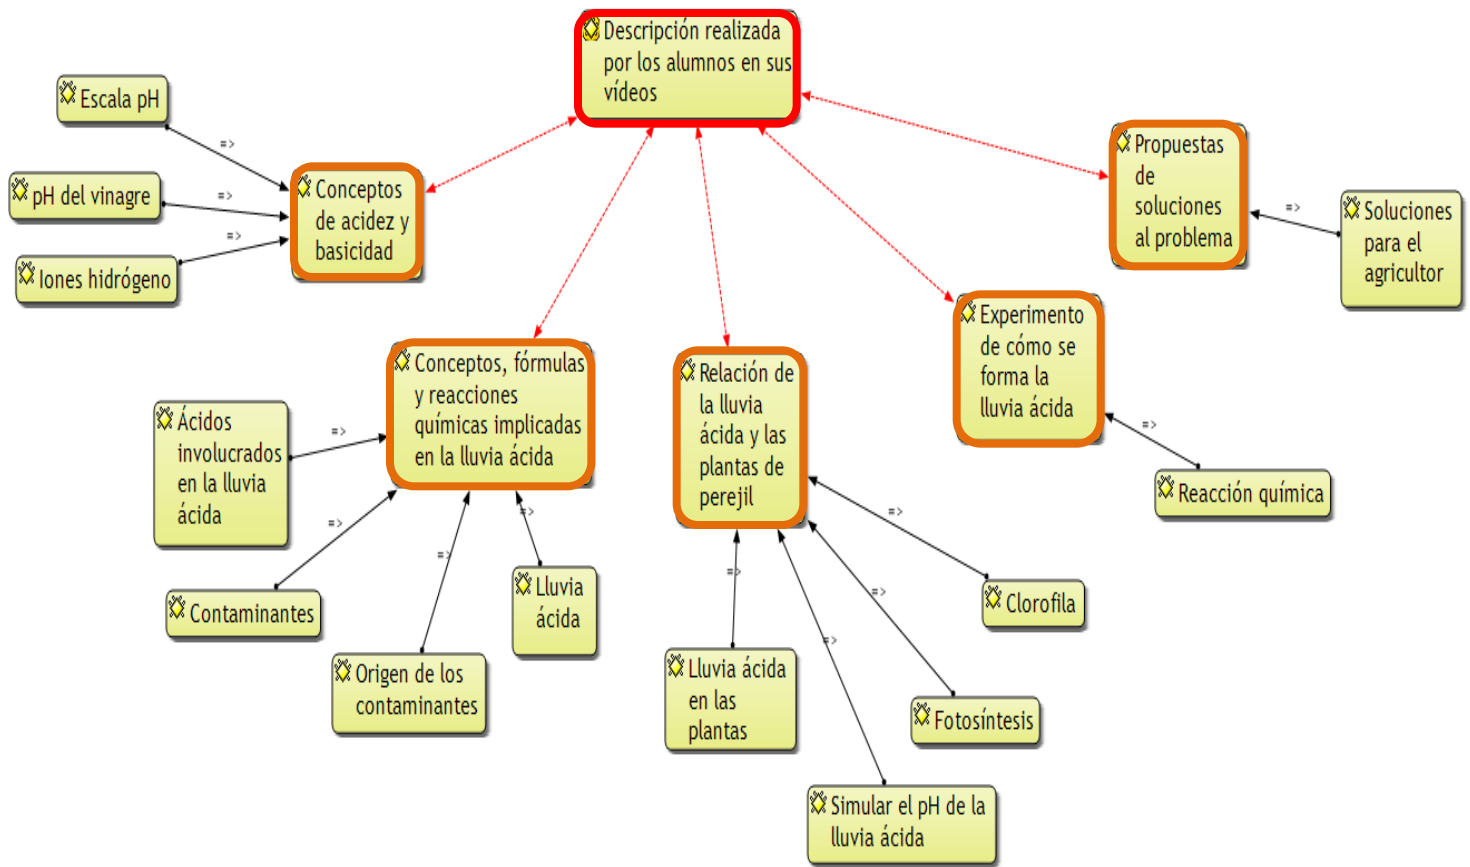 Descripción realizada
por los alumnos en sus
vídeos
Escala pH
=>
pH del vinagre
=>
Iones hidrógeno
=>
Conceptos
de acidez y
basicidad
Propuestas
de
soluciones
al problema
=>
Soluciones
para el
agricultor
Conceptos, fórmulas
y reacciones
químicas implicadas
en la lluvia ácida
Ácidos
involucrados
en la lluvia
ácida
=>
Contaminantes
=>
Origen de los
contaminantes
=>
Lluvia
ácida
=>
Relación de
la lluvia
ácida y las
plantas de
perejil
Experimento
de cómo se
forma la
lluvia ácida
=>
Reacción química
=>
Clorofila
=>
Fotosíntesis
=>
Simular el pH de la
lluvia ácida
=>
Lluvia ácida
en las
plantas